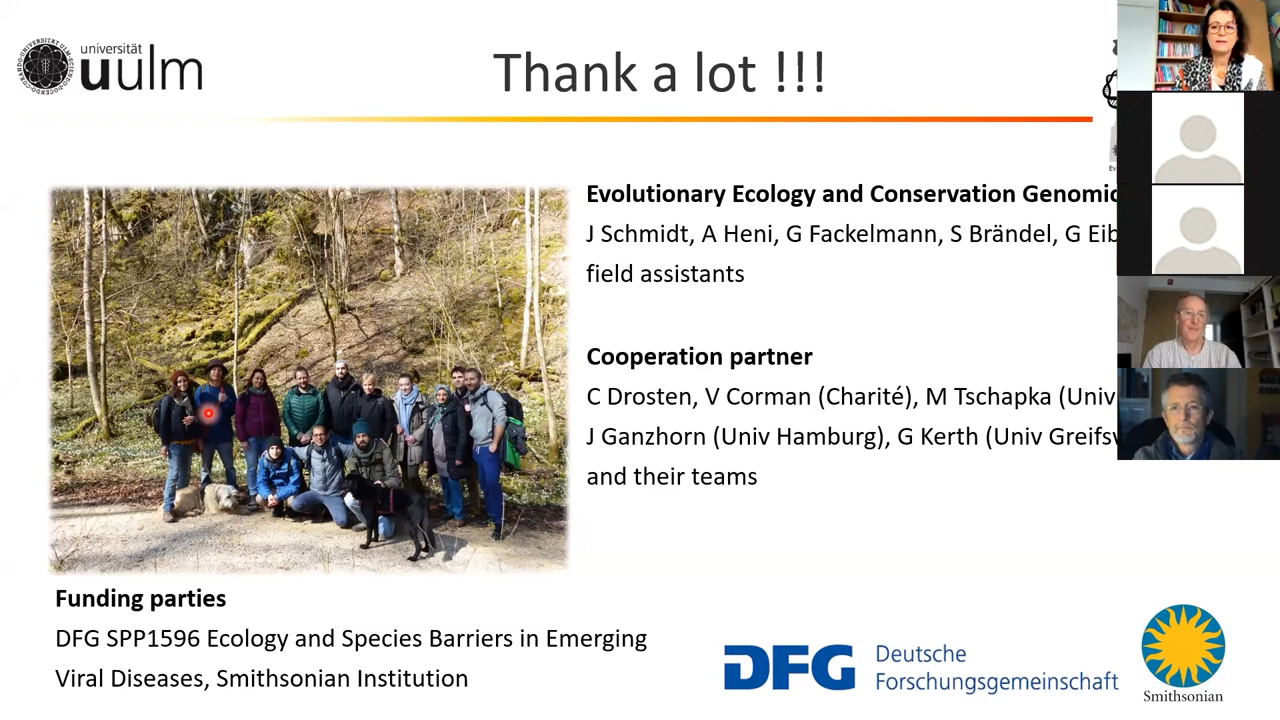 universität
uulm
Thank a lot !!!
Evolutionary Ecology and Conservation Genomic
J Schmidt, A Heni, G Fackelmann, S Brändel, G Eib
field assistants
Cooperation partner
C Drosten, V Corman (Charité), M Tschapka (Univ
J Ganzhorn (Univ Hamburg), G Kerth (Univ Greifsw
and their teams
Funding parties
DFG SPP1596 Ecology and Species Barriers in Emerging
Viral Diseases, Smithsonian Institution
DFG Deutsche
Forschungsgemeinschaft
Smithsonian